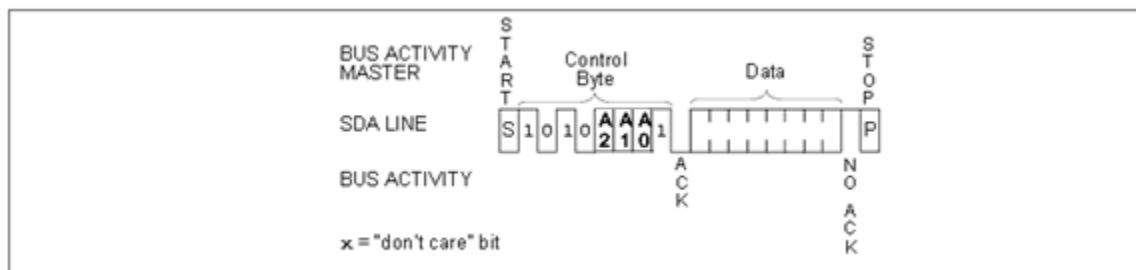 BUS ACTIVITY
MASTER
START
Control
Byte
Data
STOP
SDA LINE
S 1 0 1 0 A2 A1 A0 1
P
BUS ACTIVITY
ACK
NO ACK
x = "don't care" bit